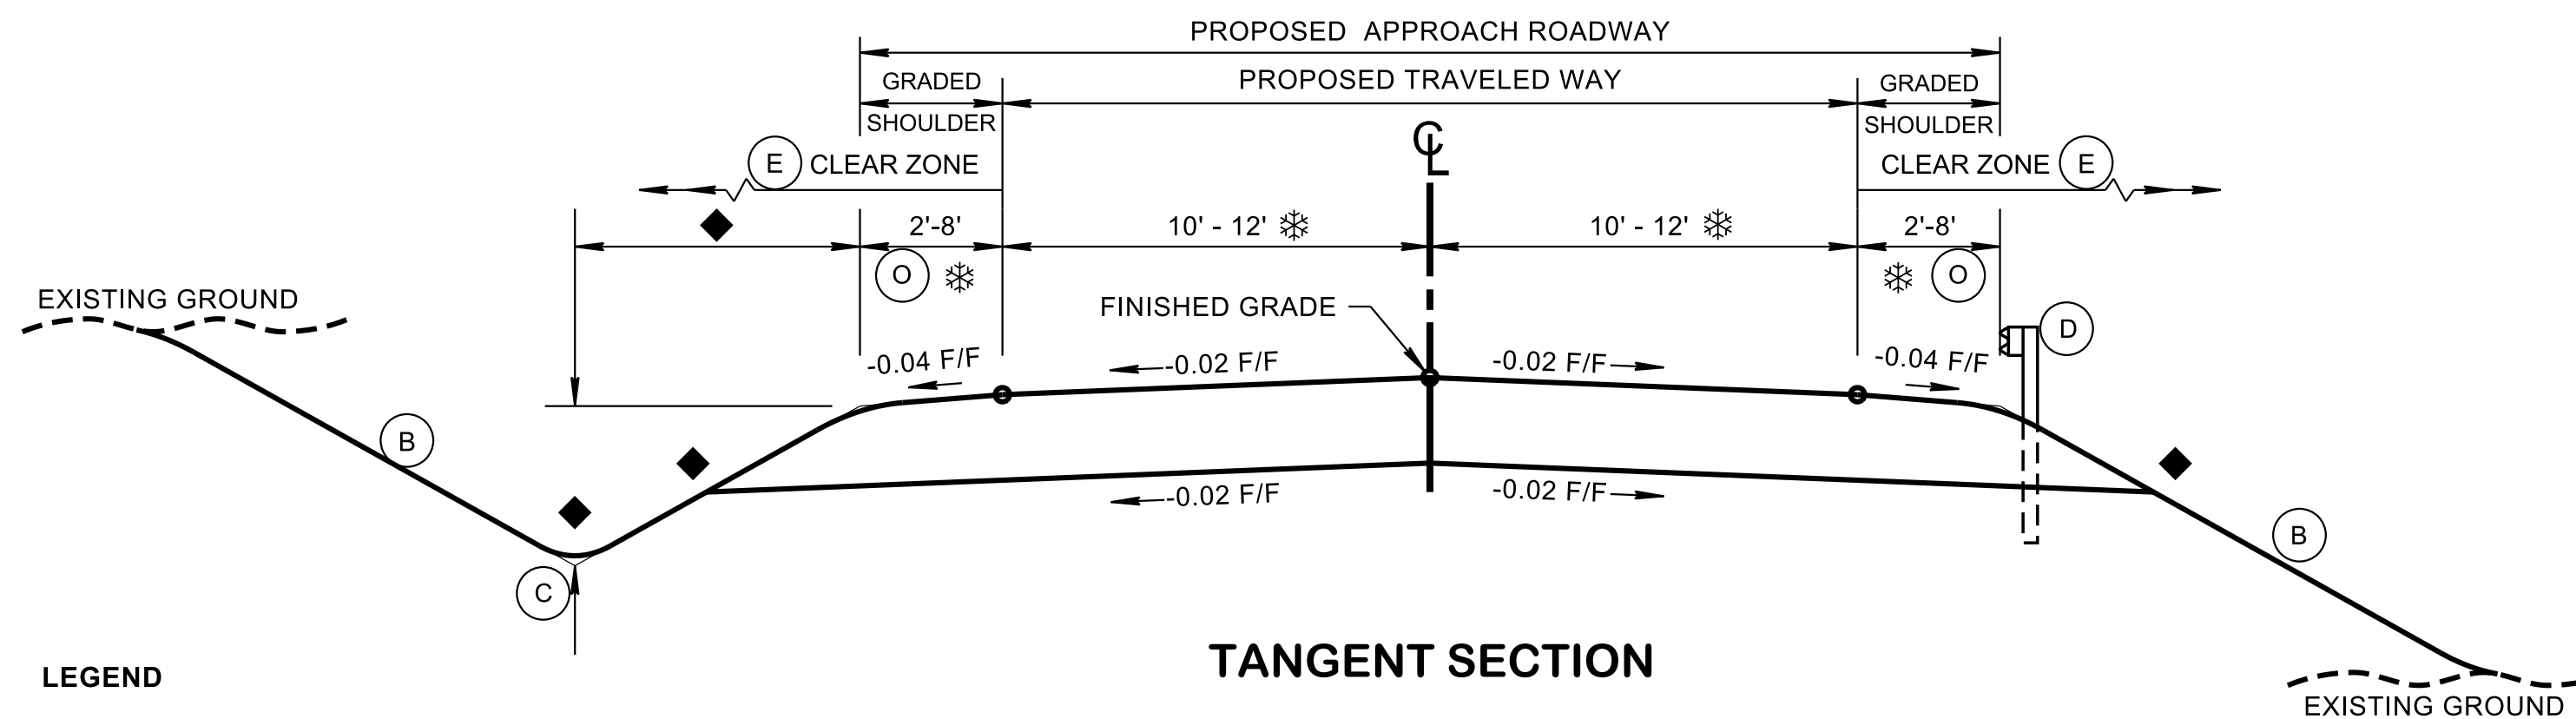 PROPOSED APPROACH ROADWAY
GRADED
SHOULDER
PROPOSED TRAVELED WAY
GRADED
SHOULDER
E CLEAR ZONE
CL
CLEAR ZONE E
2'-8'
10' - 12'
10' - 12'
2'-8'
O
O
EXISTING GROUND
FINISHED GRADE
D
-0.04 F/F
-0.02 F/F
-0.02 F/F
-0.04 F/F
B
-0.02 F/F
-0.02 F/F
B
C
TANGENT SECTION
LEGEND
EXISTING GROUND